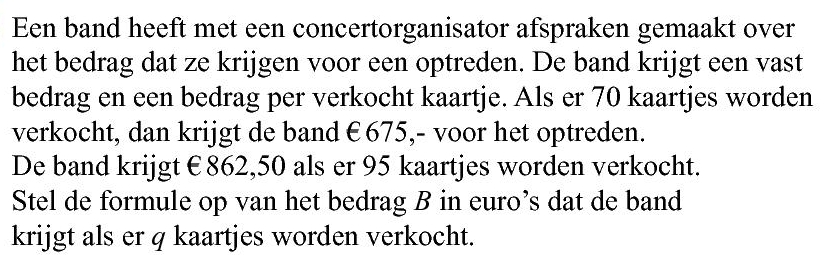 Een band heeft met een concertorganisator afspraken gemaakt over
het bedrag dat ze krijgen voor een optreden. De band krijgt een vast
bedrag en een bedrag per verkocht kaartje. Als er 70 kaartjes worden
verkocht, dan krijgt de band € 675,- voor het optreden.
De band krijgt € 862,50 als er 95 kaartjes worden verkocht.
Stel de formule op van het bedrag B in euro’s dat de band
krijgt als er q kaartjes worden verkocht.